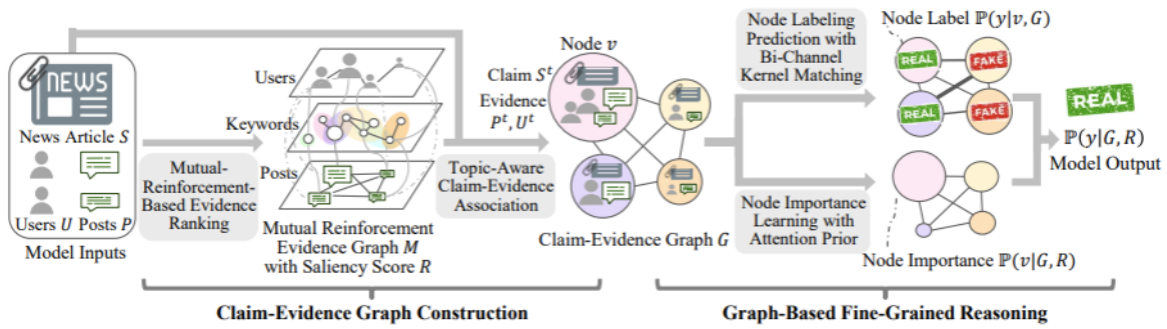 NEWS
News Article S
Users U Posts P
Model Inputs
Mutual-
Reinforcement-
Based Evidence
Ranking
Users
Keywords
Posts
Mutual Reinforcement
Evidence Graph M
with Saliency Score R
Topic-Aware
Claim-Evidence
Association
Node v
Claim Sᵗ
Evidence
Pᵗ, Uᵗ
Claim-Evidence Graph G
Node Labeling
Prediction with
Bi-Channel
Kernel Matching
Node Importance
Learning with
Attention Prior
Node Label ℙ(y|v, G)
REAL
FAKE
REAL
FAKE
Node Importance ℙ(v|G, R)
REAL
ℙ(y|G, R)
Model Output
Claim-Evidence Graph Construction
Graph-Based Fine-Grained Reasoning